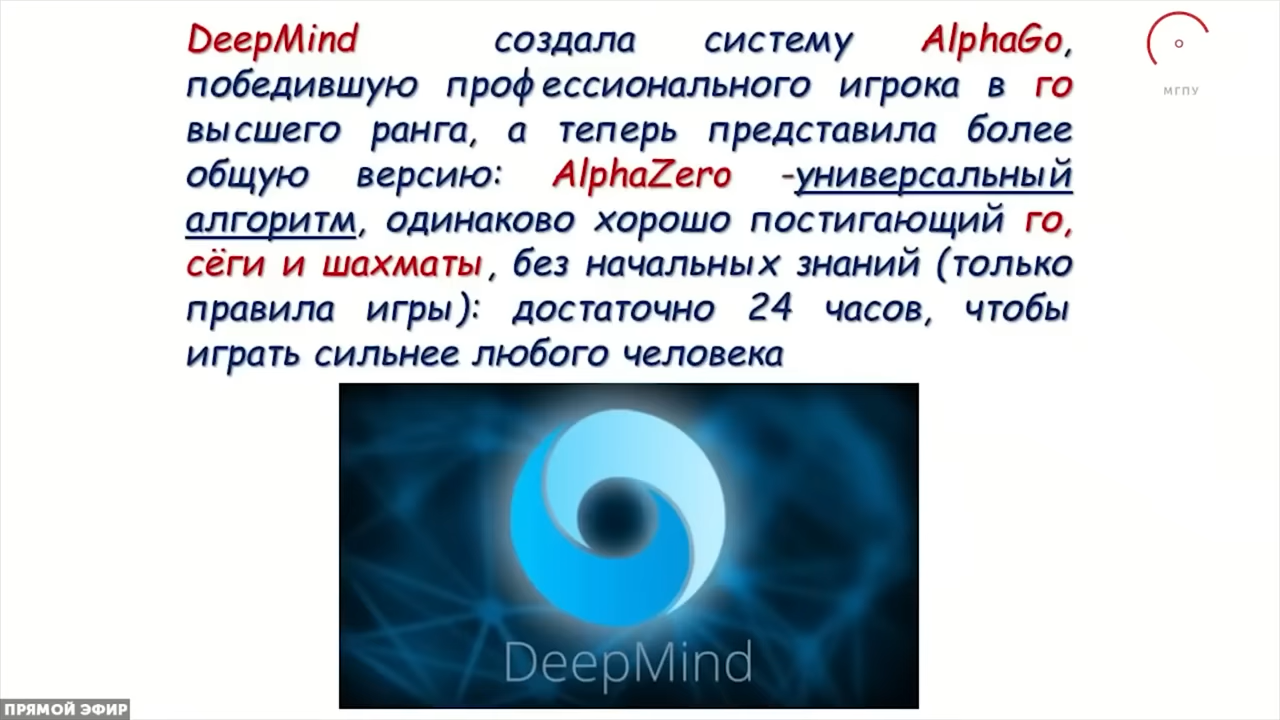 DeepMind создала систему AlphaGo,
победившую профессионального игрока в го
высшего ранга, а теперь представила более
общую версию: AlphaZero -универсальный
алгоритм, одинаково хорошо постигающий го,
сёги и шахматы, без начальных знаний (только
правила игры): достаточно 24 часов, чтобы
играть сильнее любого человека
МГПУ
DeepMind
ПРЯМОЙ ЭФИР